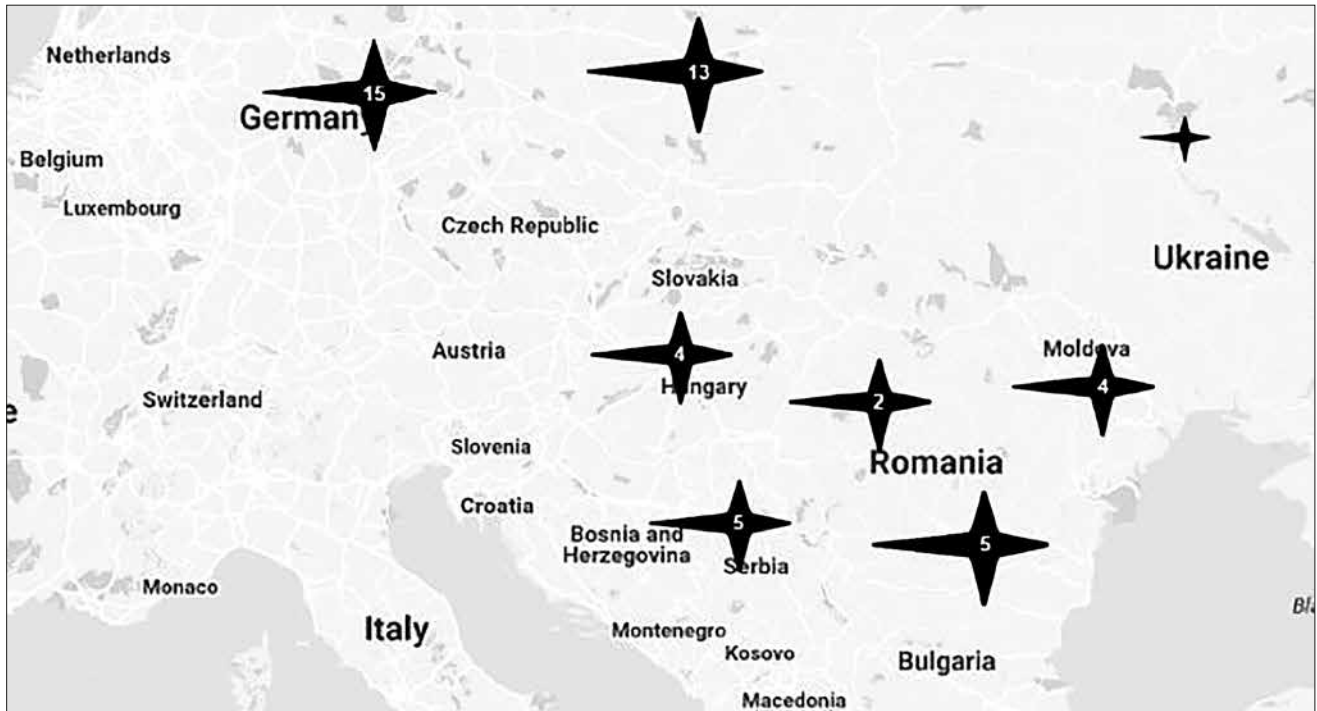 13
Netherlands
15
Germany
Belgium
Luxembourg
Czech Republic
Ukraine
Slovakia
Austria
4
Moldova
Hungary
4
Switzerland
2
Slovenia
Romania
Croatia
5
Bosnia and
Herzegovina
5
Serbia
Monaco
Italy
Montenegro
Kosovo
Bulgaria
Macedonia